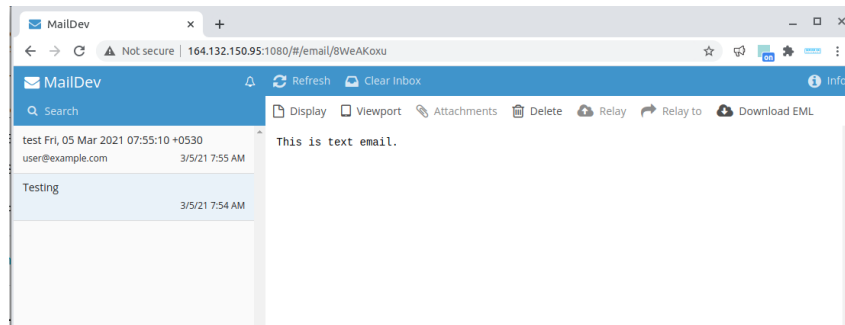 MailDev
Not secure | 164.132.150.95:1080/#/email/8WeAKoxu
on
MailDev
Refresh
Clear Inbox
Info
Search
Display
Viewport
Attachments
Delete
Relay
Relay to
Download EML
test Fri, 05 Mar 2021 07:55:10 +0530
user@example.com
3/5/21 7:55 AM
This is text email.
Testing
3/5/21 7:54 AM